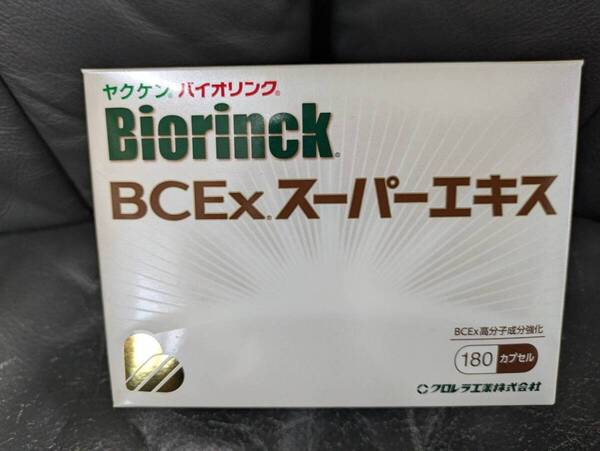 ヤクケン® バイオリンク®
Biorinck®
BCEx®スーパーエキス
BCEx高分子成分強化
180 カプセル
クロレラ工業株式会社